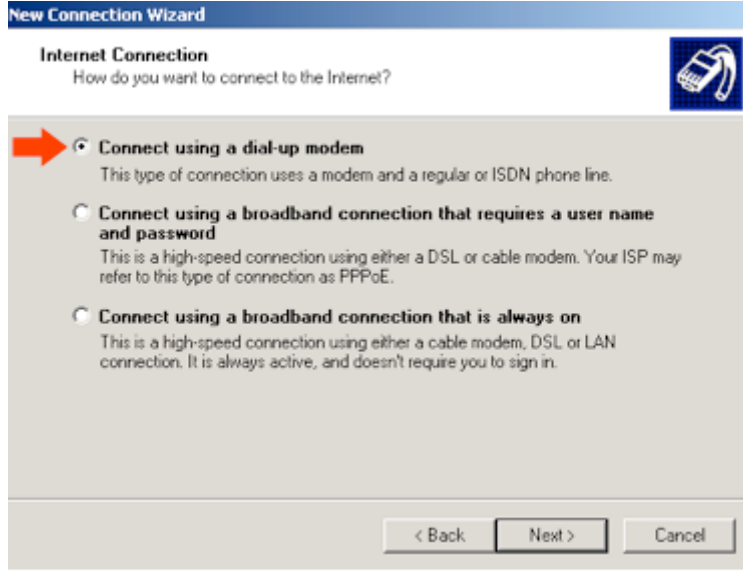 New Connection Wizard
Internet Connection
How do you want to connect to the Internet?
Connect using a dial-up modem
This type of connection uses a modem and a regular or ISDN phone line.
Connect using a broadband connection that requires a user name
and password
This is a high-speed connection using either a DSL or cable modem. Your ISP may
refer to this type of connection as PPPoE.
Connect using a broadband connection that is always on
This is a high-speed connection using either a cable modem, DSL or LAN
connection. It is always active, and doesn't require you to sign in.
< Back Next > Cancel